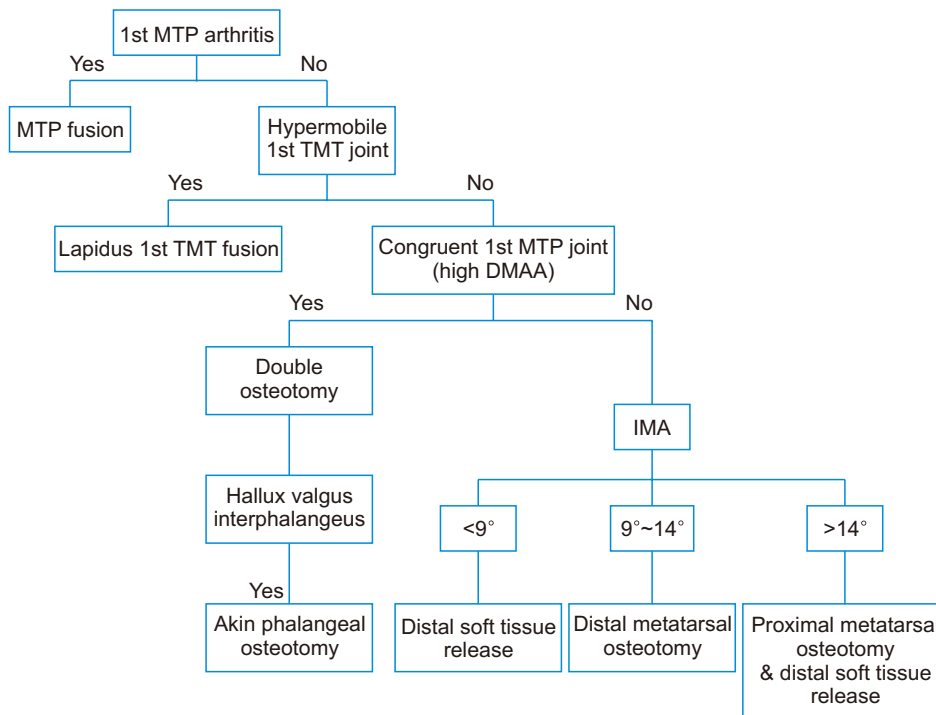 1st MTP arthritis
Yes
No
MTP fusion
Hypermobile
1st TMT joint
Yes
No
Lapidus 1st TMT fusion
Congruent 1st MTP joint
(high DMAA)
Yes
No
Double
osteotomy
IMA
Hallux valgus
interphalangeus
<9°
9°~14°
>14°
Yes
Akin phalangeal
osteotomy
Distal soft tissue
release
Distal metatarsal
osteotomy
Proximal metatarsa
osteotomy
& distal soft tissue
release